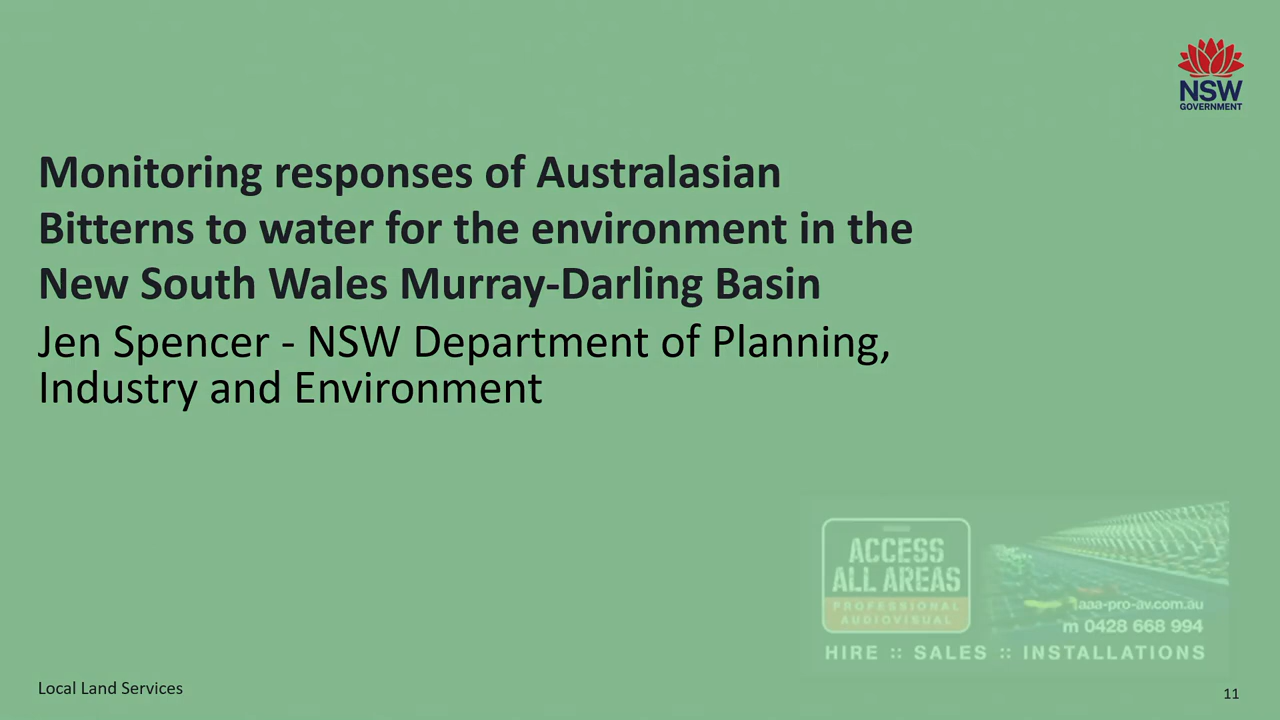 NSW
GOVERNMENT
Monitoring responses of Australasian
Bitterns to water for the environment in the
New South Wales Murray-Darling Basin
Jen Spencer - NSW Department of Planning,
Industry and Environment
ACCESS
ALL AREAS
PROFESSIONAL
AUDIOVISUAL
aaa-pro-av.com.au
m 0428 668 994
HIRE :: SALES :: INSTALLATIONS
Local Land Services
11